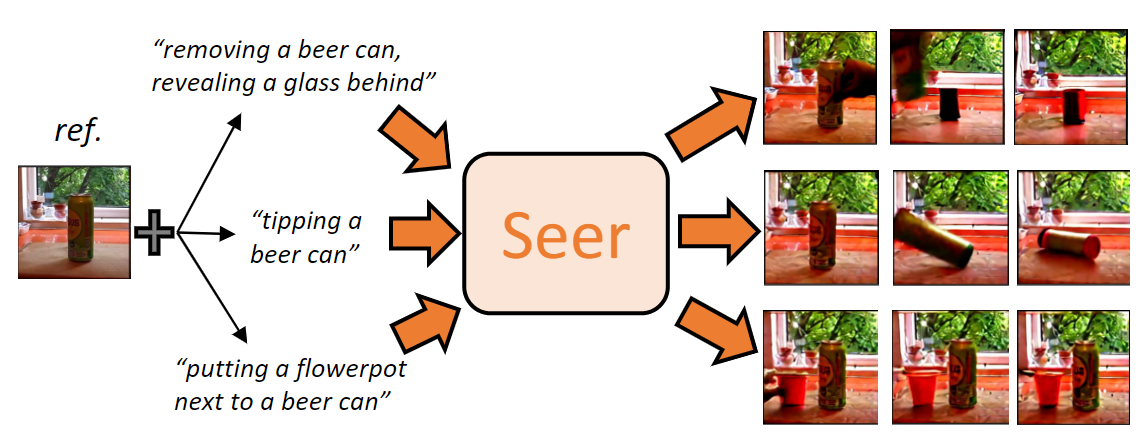 “removing a beer can,
revealing a glass behind”
ref.
“tipping a
beer can”
Seer
“putting a flowerpot
next to a beer can”